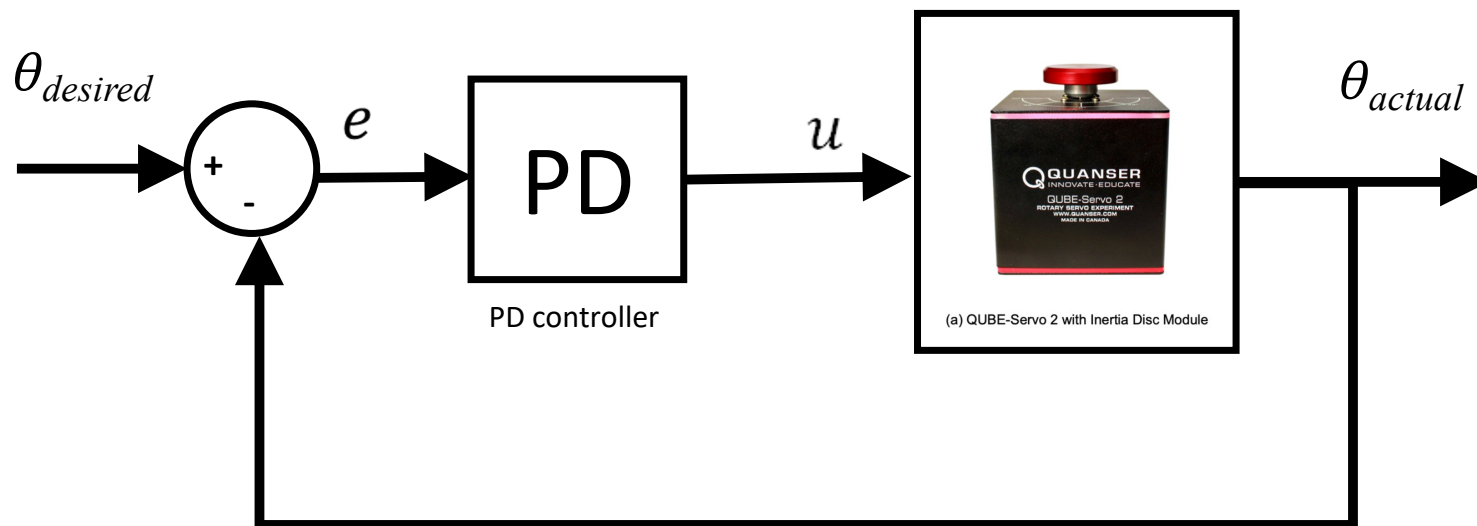 θdesired
+
-
e
PD
PD controller
u
QUANSER
INNOVATE·EDUCATE
QUBE-Servo 2
ROTARY SERVO EXPERIMENT
WWW.QUANSER.COM
MADE IN CANADA
(a) QUBE-Servo 2 with Inertia Disc Module
θactual